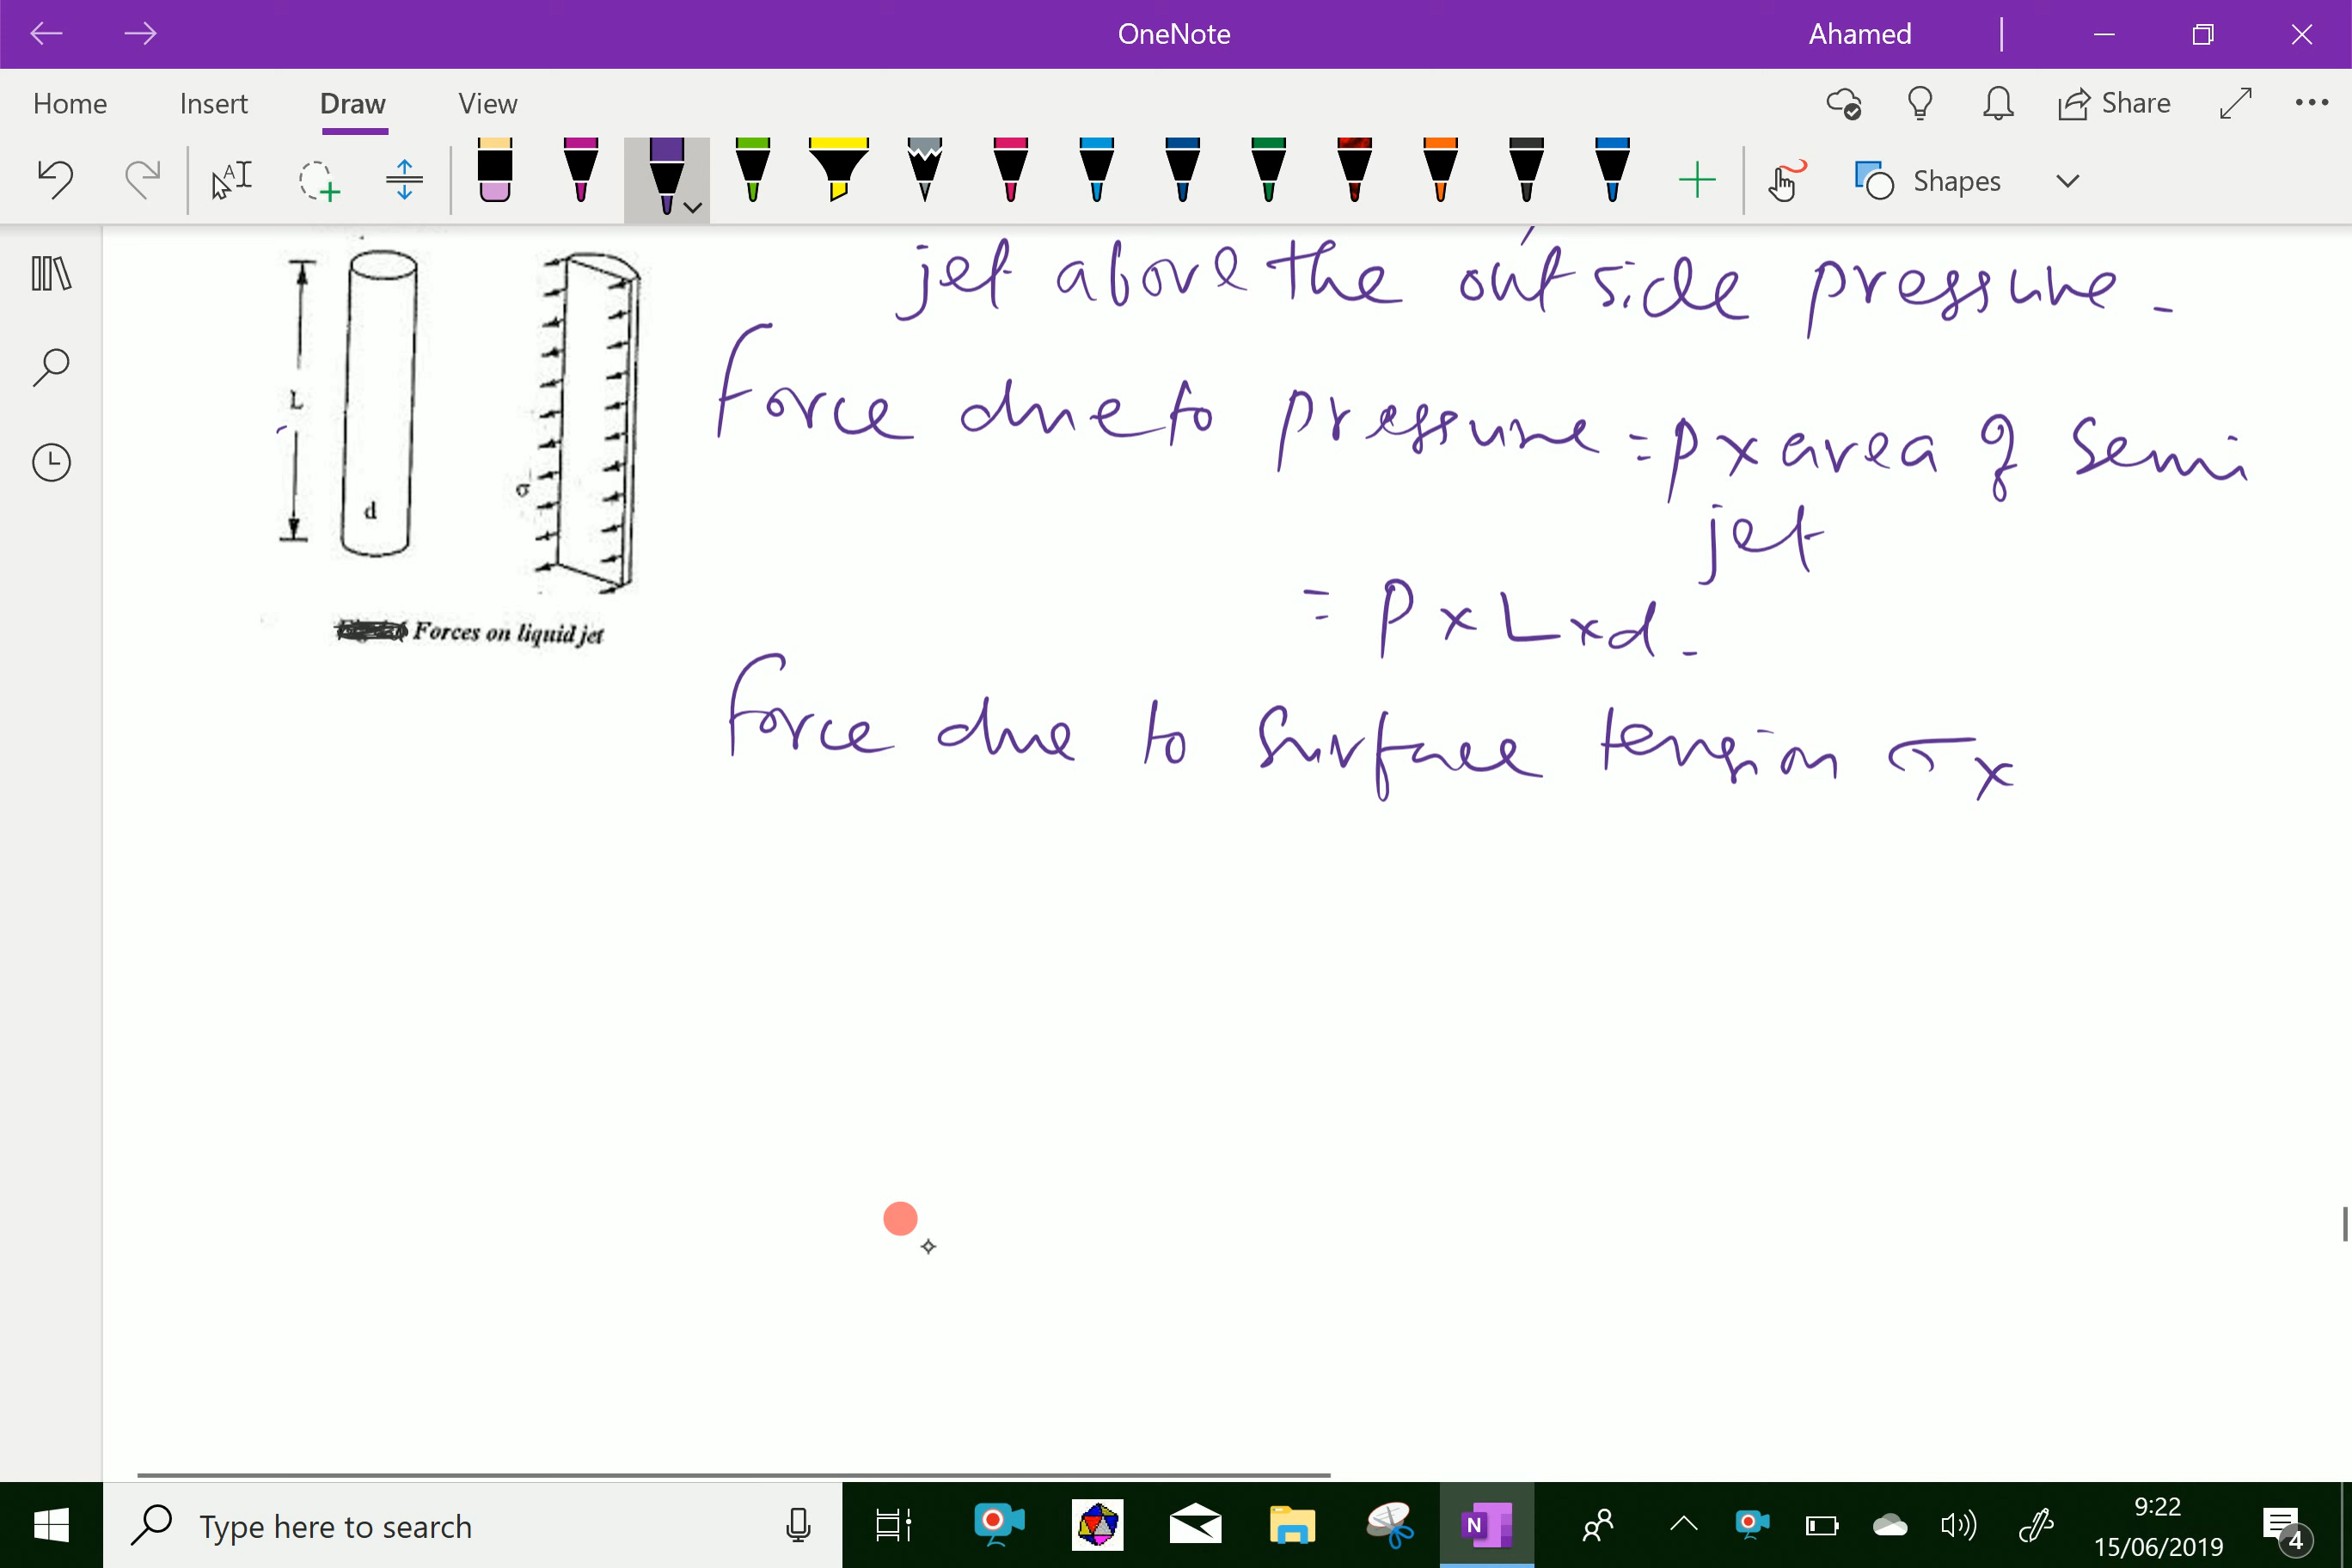 OneNote
Ahamed
Home Insert Draw View
Share
Shapes
jet above the outside pressure.
L
d
σ
Forces on liquid jet
Force due to pressure = p x area of semi
jet
= P x L x d.
Force due to surface tension σ x
Type here to search
N
9:22
15/06/2019
4